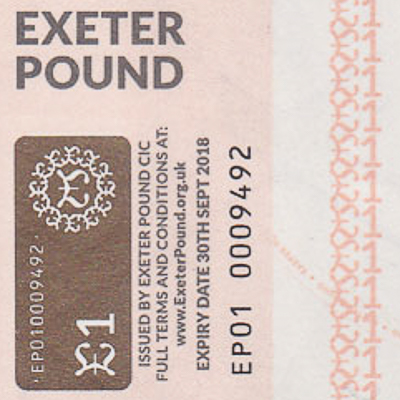 EXETER
POUND
·EP010009492·
£1
ISSUED BY EXETER POUND CIC
FULL TERMS AND CONDITIONS AT:
www.ExeterPound.org.uk
EXPIRY DATE 30TH SEPT 2018
EP01 0009492